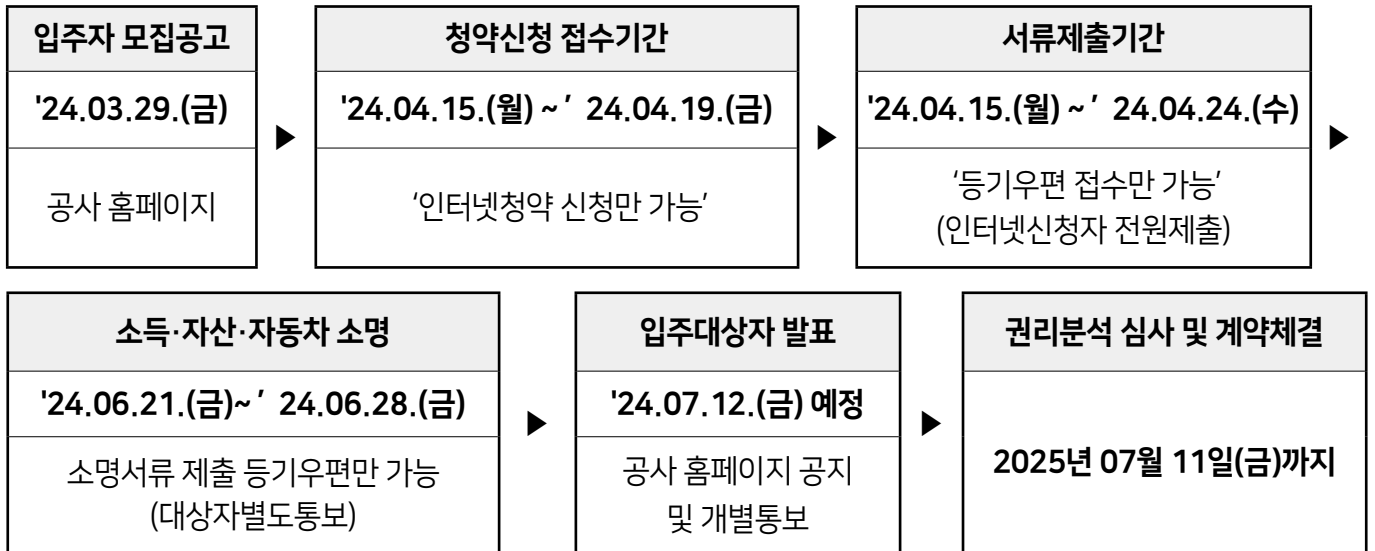 입주자 모집공고
'24.03.29.(금)
공사 홈페이지
▶
청약신청 접수기간
'24.04.15.(월) ~ ′ 24.04.19.(금)
‘인터넷청약 신청만 가능’
▶
서류제출기간
'24.04.15.(월) ~ ′ 24.04.24.(수)
‘등기우편 접수만 가능’
(인터넷신청자 전원제출)
▶
소득·자산·자동차 소명
'24.06.21.(금)~ ′ 24.06.28.(금)
소명서류 제출 등기우편만 가능
(대상자별도통보)
▶
입주대상자 발표
'24.07.12.(금) 예정
공사 홈페이지 공지
및 개별통보
▶
권리분석 심사 및 계약체결
2025년 07월 11일(금)까지